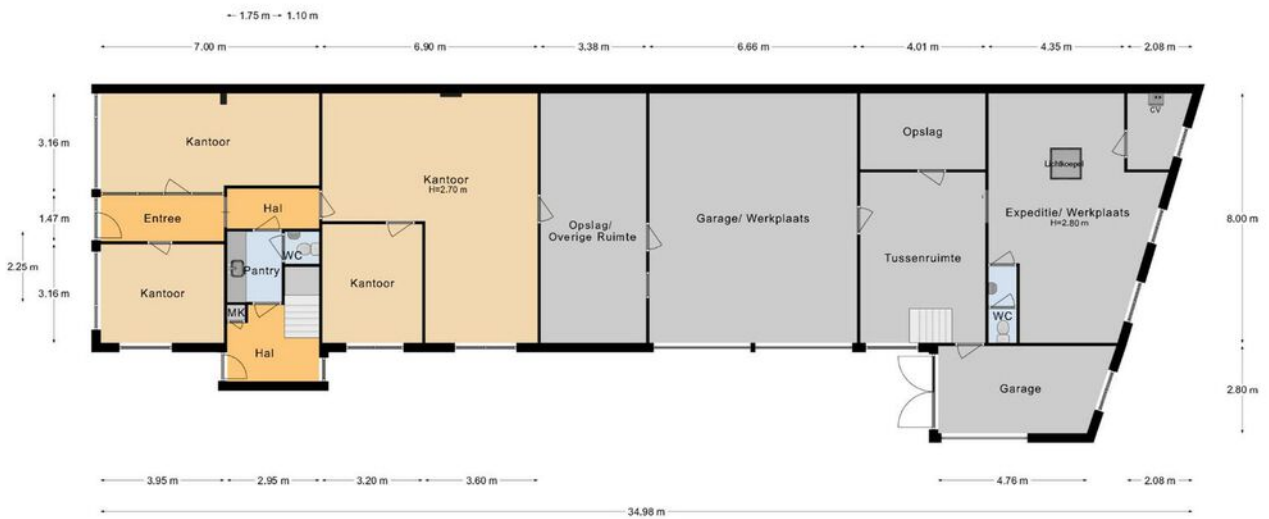 1.75 m 1.10 m
7.00 m 6.90 m 3.38 m 6.66 m 4.01 m 4.35 m 2.08 m
CV
Opslag
3.16 m Kantoor 8.00 m
Lichtkoepel
Kantoor
H=2.70 m
Hal
1.47 m Entree Garage/ Werkplaats Expeditie/ Werkplaats
H=2.80 m
Opslag/
Overige Ruimte
WC
Tussenruimte
2.25 m Pantry
Kantoor
3.16 m Kantoor
MK WC
Hal
Garage 2.80 m
3.95 m 2.95 m 3.20 m 3.60 m 4.76 m 2.08 m
34.98 m